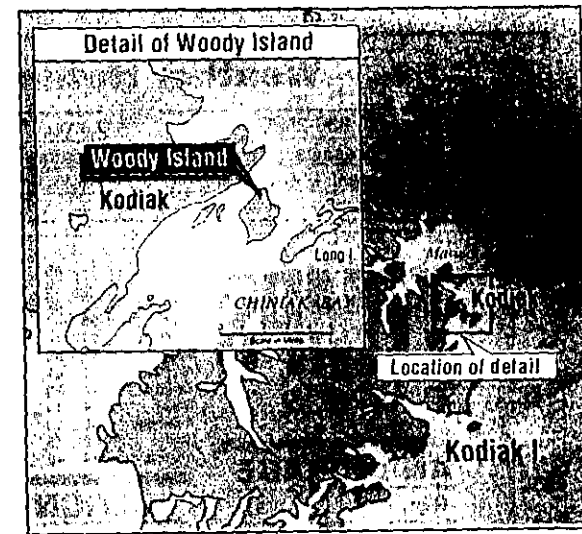 Detail of Woody Island
Woody Island
Kodiak
Long I.
CHINIAK BAY
Kodiak
Location of detail
Kodiak I.